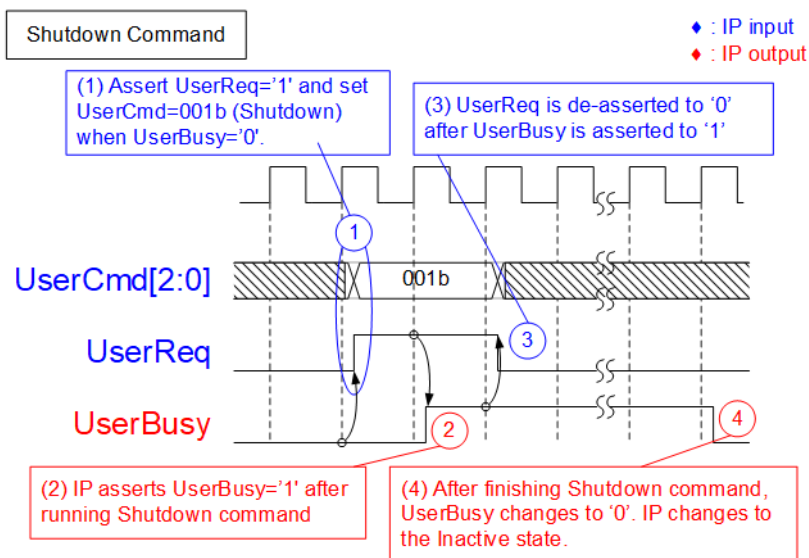 Shutdown Command
♦ : IP input
♦ : IP output
(1) Assert UserReq='1' and set
UserCmd=001b (Shutdown)
when UserBusy='0'.
(3) UserReq is de-asserted to ‘0’
after UserBusy is asserted to ‘1’
1
UserCmd[2:0]
001b
UserReq
3
UserBusy
2
4
(2) IP asserts UserBusy=’1’ after
running Shutdown command
(4) After finishing Shutdown command,
UserBusy changes to ‘0’. IP changes to
the Inactive state.